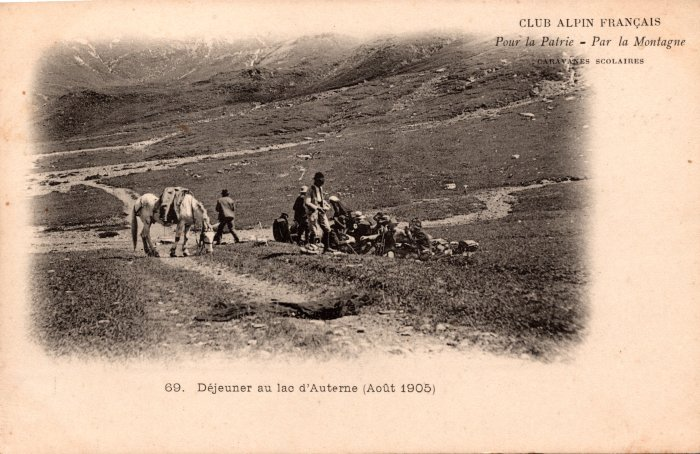 CLUB ALPIN FRANÇAIS
Pour la Patrie - Par la Montagne
CARAVANES SCOLAIRES
69. Déjeuner au lac d'Auterne (Août 1905)